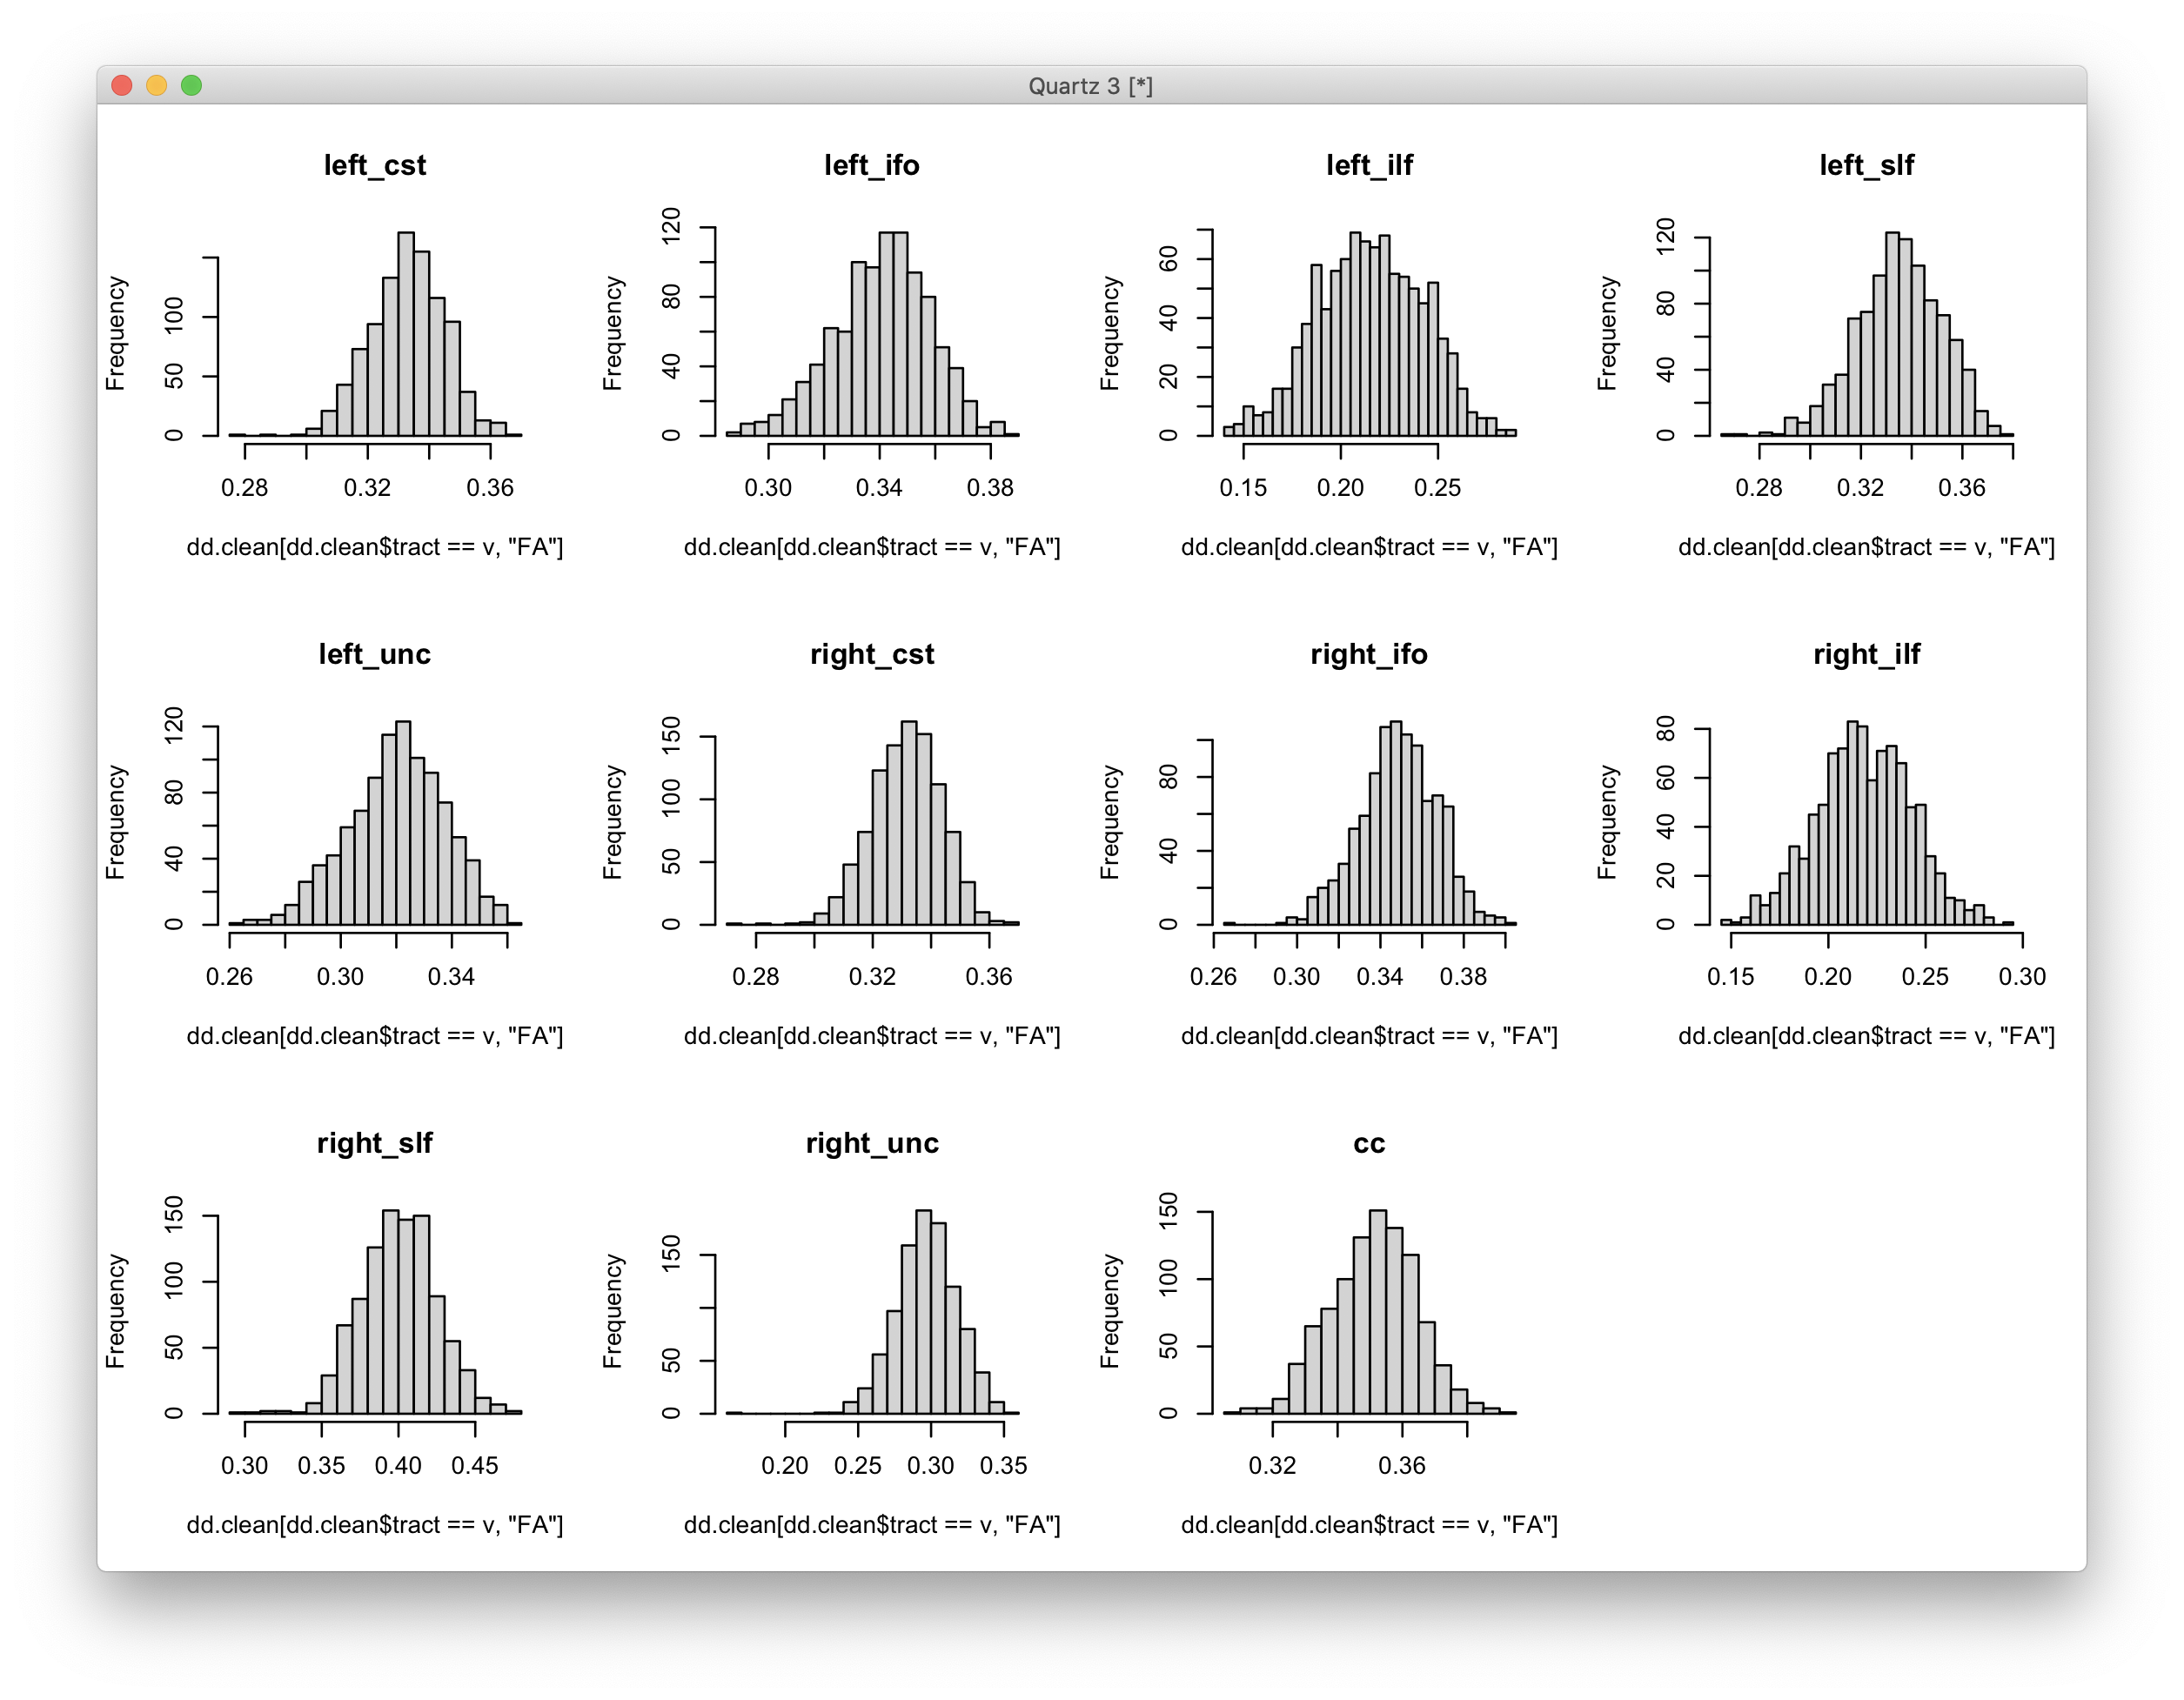 Quartz 3 [*]
left_cst
Frequency
0 50 100
0.28 0.32 0.36
dd.clean[dd.clean$tract == v, "FA"]
left_ifo
Frequency
0 40 80 120
0.30 0.34 0.38
dd.clean[dd.clean$tract == v, "FA"]
left_ilf
Frequency
0 20 40 60
0.15 0.20 0.25
dd.clean[dd.clean$tract == v, "FA"]
left_slf
Frequency
0 40 80 120
0.28 0.32 0.36
dd.clean[dd.clean$tract == v, "FA"]
left_unc
Frequency
0 40 80 120
0.26 0.30 0.34
dd.clean[dd.clean$tract == v, "FA"]
right_cst
Frequency
0 50 100 150
0.28 0.32 0.36
dd.clean[dd.clean$tract == v, "FA"]
right_ifo
Frequency
0 40 80
0.26 0.30 0.34 0.38
dd.clean[dd.clean$tract == v, "FA"]
right_ilf
Frequency
0 20 40 60 80
0.15 0.20 0.25 0.30
dd.clean[dd.clean$tract == v, "FA"]
right_slf
Frequency
0 50 100 150
0.30 0.35 0.40 0.45
dd.clean[dd.clean$tract == v, "FA"]
right_unc
Frequency
0 50 150
0.20 0.25 0.30 0.35
dd.clean[dd.clean$tract == v, "FA"]
cc
Frequency
0 50 100 150
0.32 0.36
dd.clean[dd.clean$tract == v, "FA"]